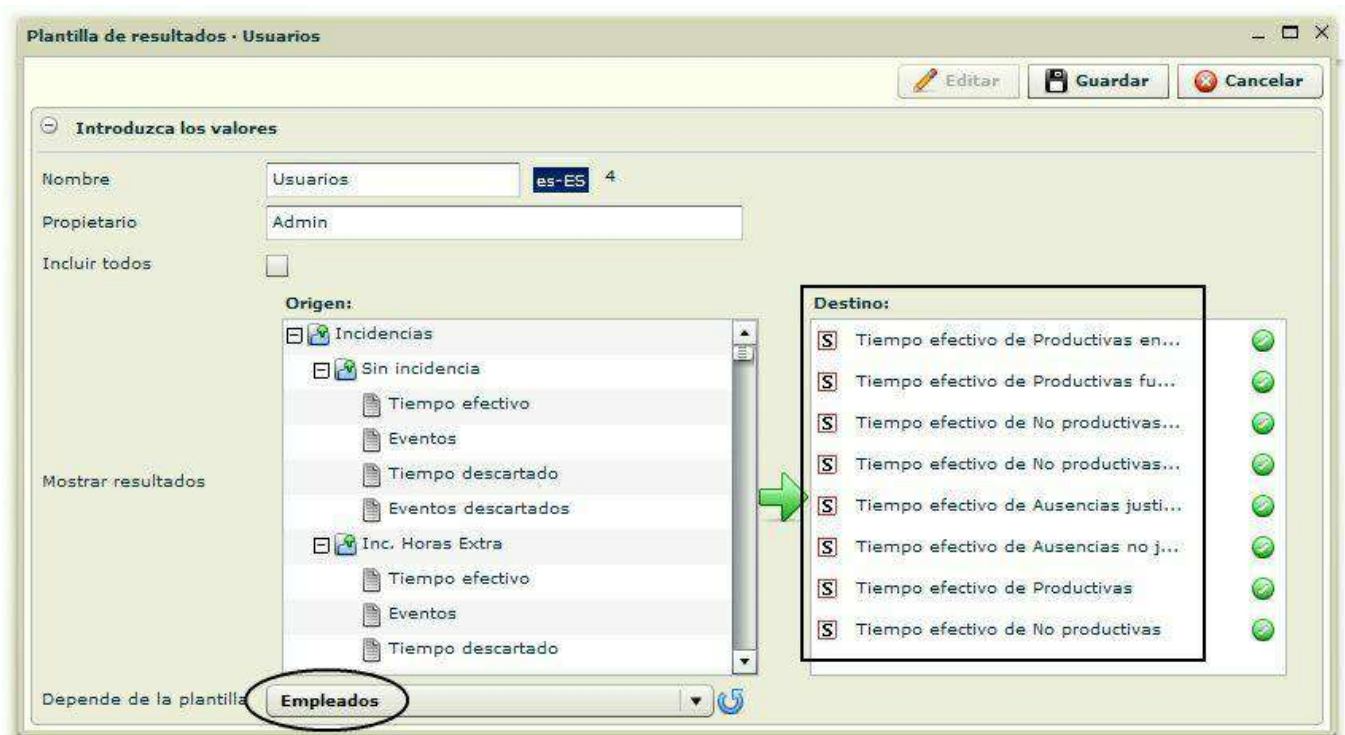 Plantilla de resultados · Usuarios
Editar Guardar Cancelar
Introduzca los valores
Nombre Usuarios es-ES 4
Propietario Admin
Incluir todos
Origen: Destino:
Incidencias
Sin incidencia
Tiempo efectivo
Eventos
Tiempo descartado
Eventos descartados
Inc. Horas Extra
Tiempo efectivo
Eventos
Tiempo descartado
Mostrar resultados
S Tiempo efectivo de Productivas en...
S Tiempo efectivo de Productivas fu...
S Tiempo efectivo de No productivas...
S Tiempo efectivo de No productivas...
S Tiempo efectivo de Ausencias justi...
S Tiempo efectivo de Ausencias no j...
S Tiempo efectivo de Productivas
S Tiempo efectivo de No productivas
Depende de la plantilla Empleados